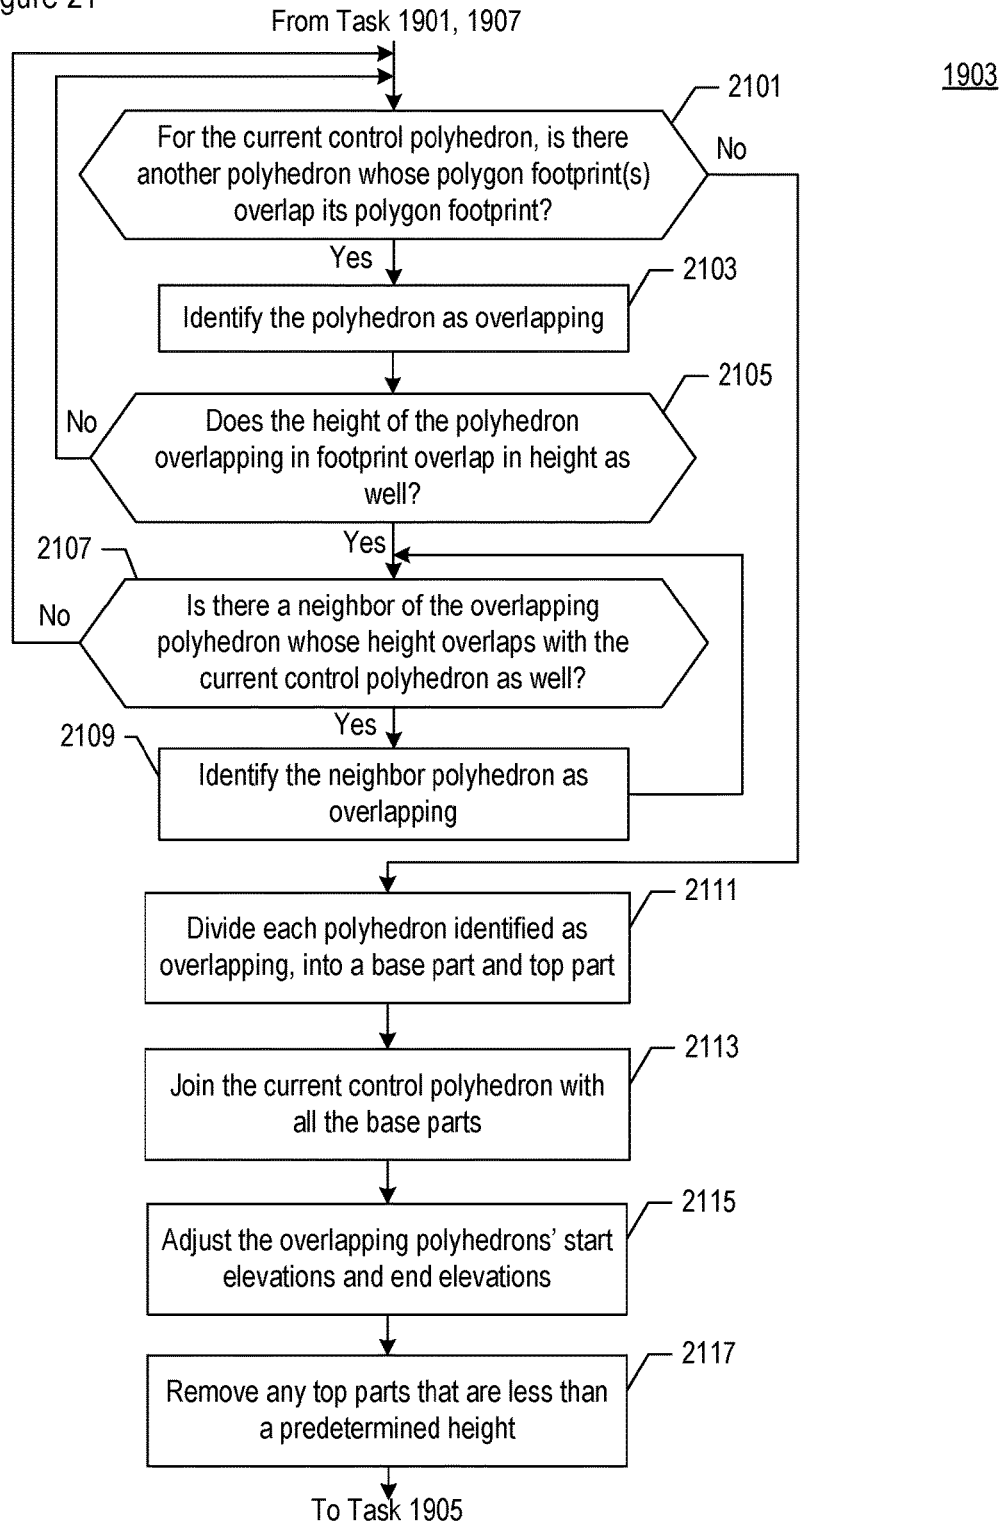 gure 21
From Task 1901, 1907
1903
2101
For the current control polyhedron, is there
another polyhedron whose polygon footprint(s)
overlap its polygon footprint?
No
Yes
2103
Identify the polyhedron as overlapping
2105
No
Does the height of the polyhedron
overlapping in footprint overlap in height as
well?
Yes
2107
No
Is there a neighbor of the overlapping
polyhedron whose height overlaps with the
current control polyhedron as well?
Yes
2109
Identify the neighbor polyhedron as
overlapping
2111
Divide each polyhedron identified as
overlapping, into a base part and top part
2113
Join the current control polyhedron with
all the base parts
2115
Adjust the overlapping polyhedrons’ start
elevations and end elevations
2117
Remove any top parts that are less than
a predetermined height
To Task 1905